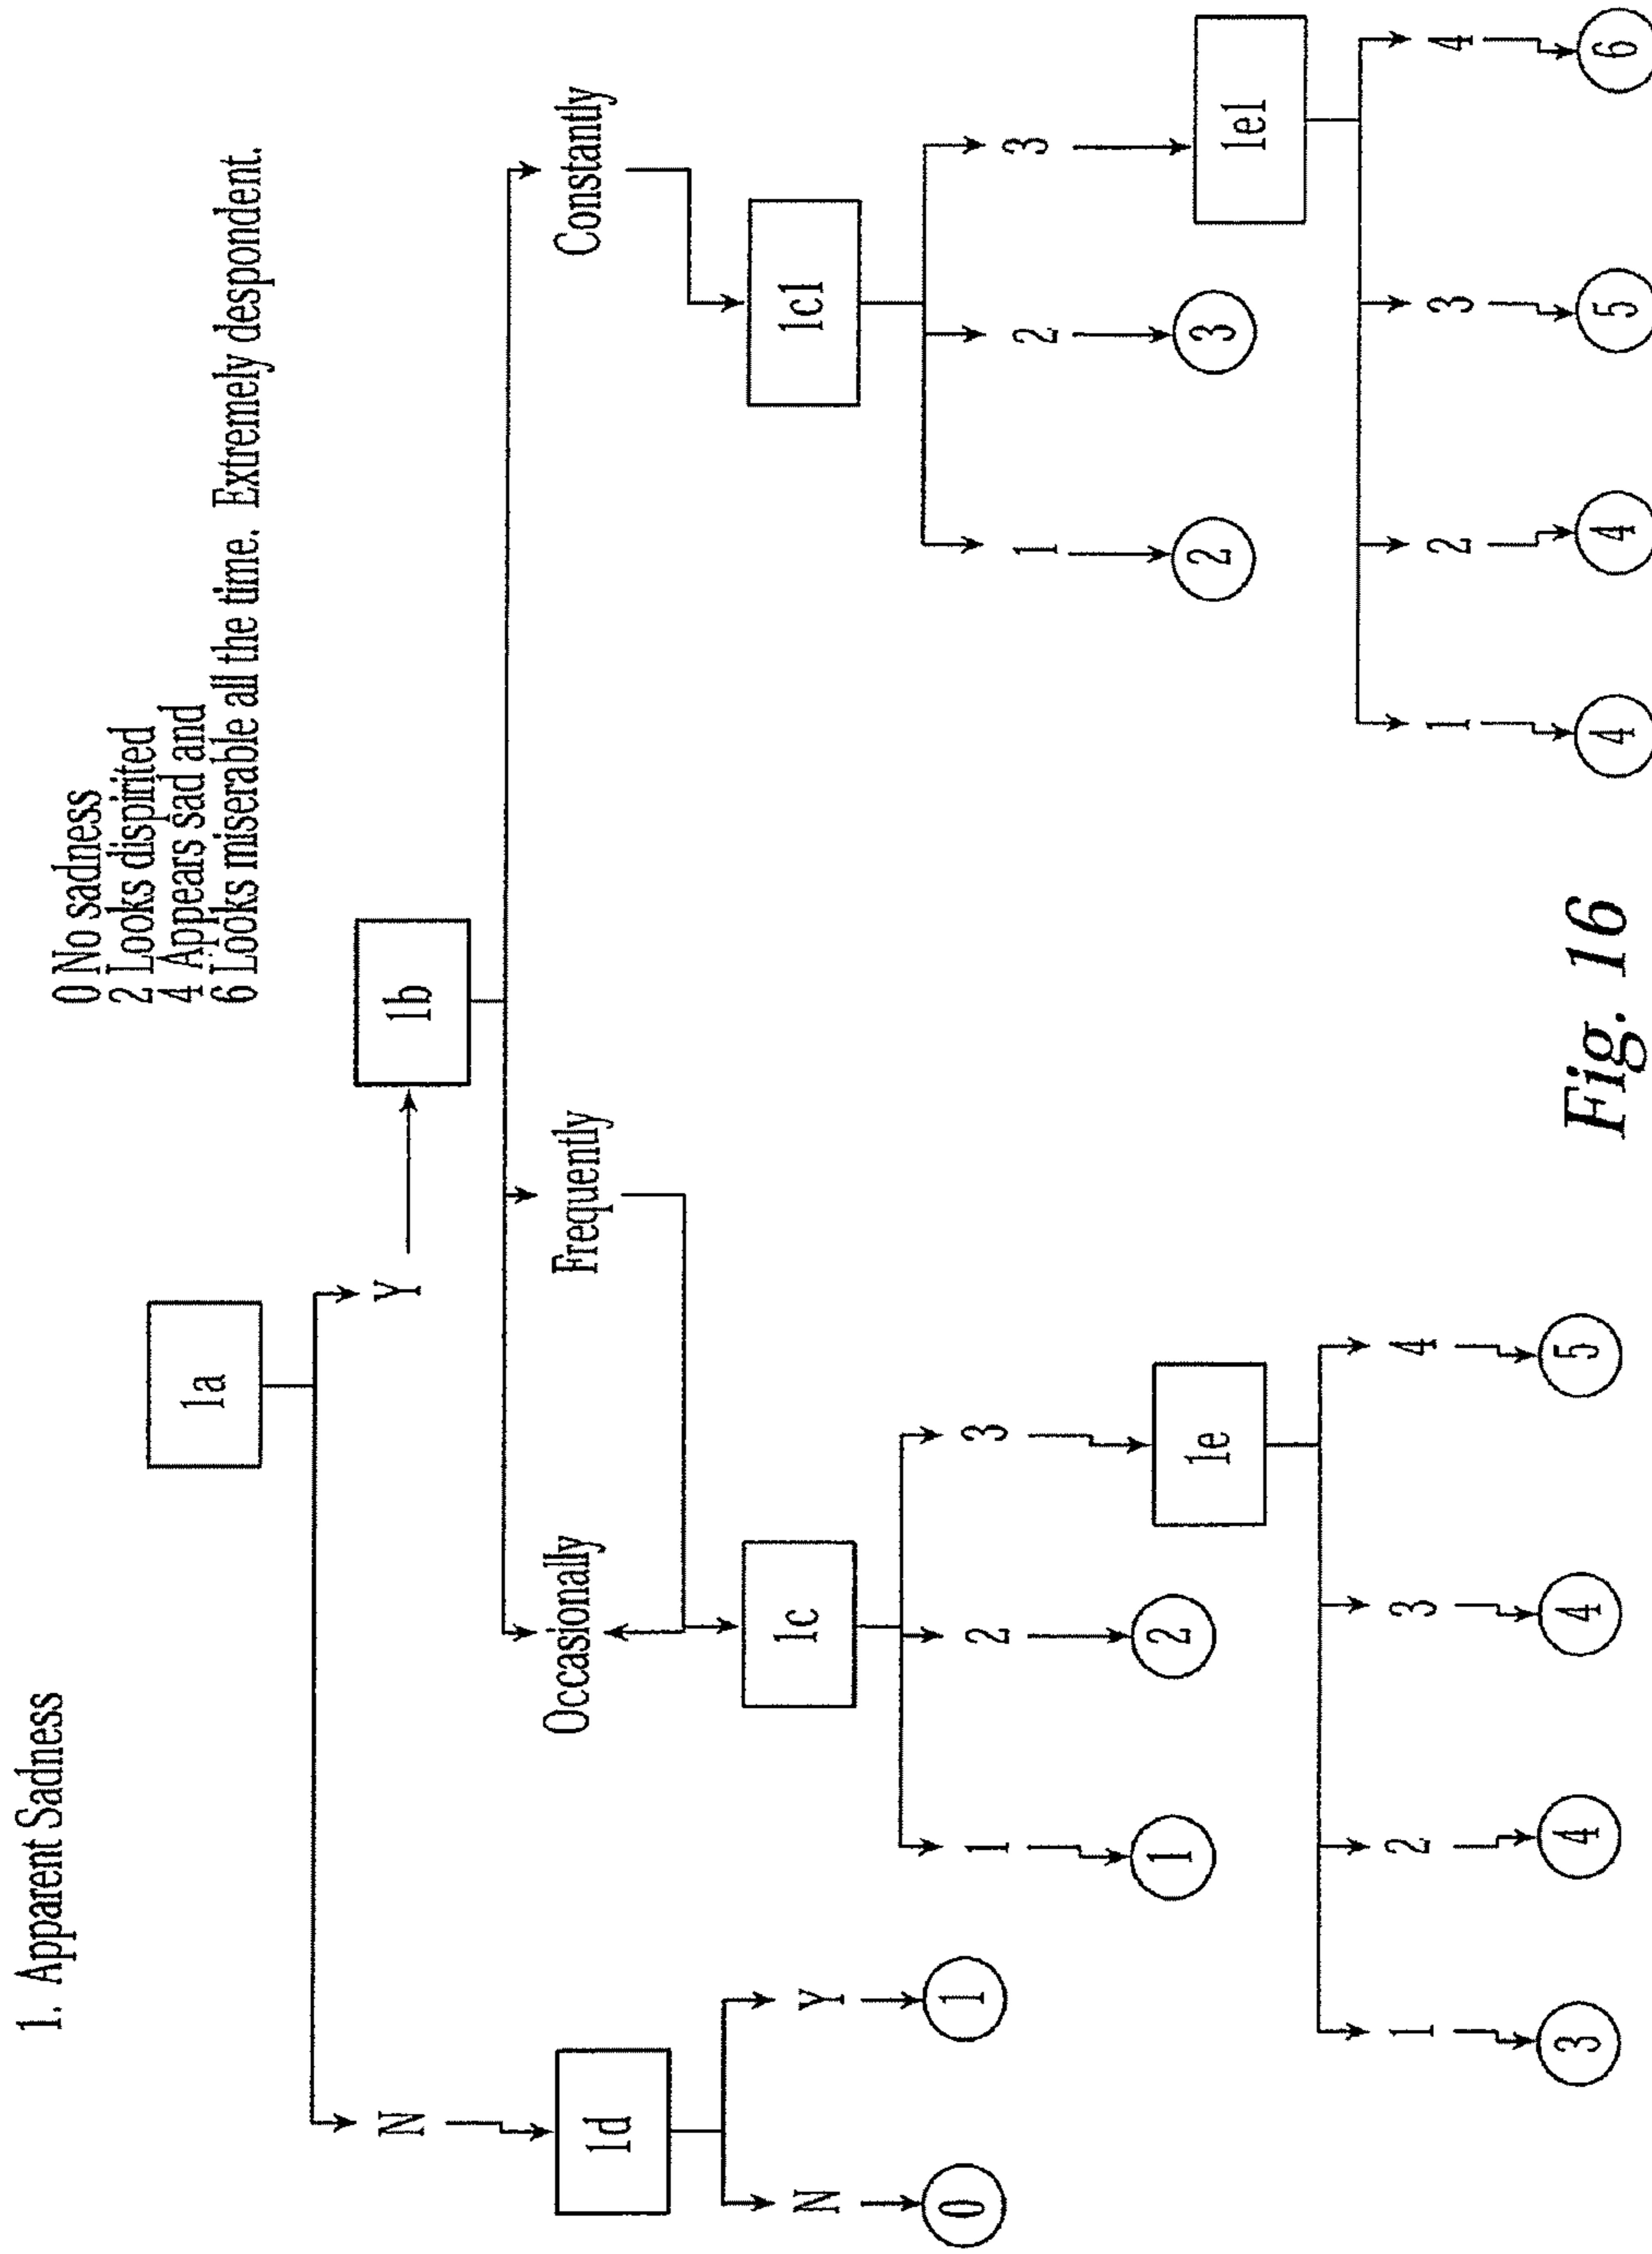 1. Apparent Sadness
0 No sadness
2 Looks dispirited
4 Appears sad and
6 Looks miserable all the time. Extremely despondent.
1a
N
Y
1b
Occasionally
Frequently
Constantly
1d
1c
1c1
N
Y
1
2
3
1
2
3
0
1
1
2
1e
2
3
1e1
1
2
3
4
1
2
3
4
3
4
4
5
4
4
5
6
Fig. 16